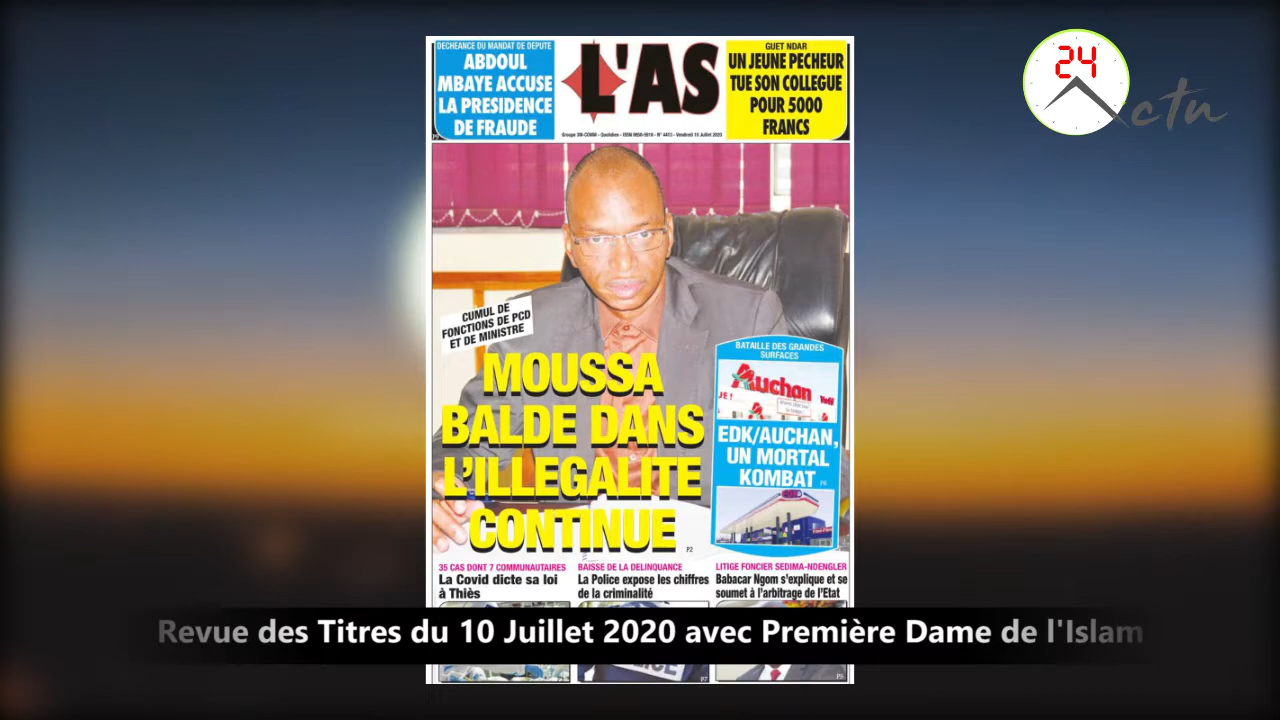 DECHEANCE DU MANDAT DE DEPUTE
ABDOUL
MBAYE ACCUSE
LA PRESIDENCE
DE FRAUDE
L'AS
GUET NDAR
UN JEUNE PECHEUR
TUE SON COLLEGUE
POUR 5000
FRANCS
24
Actu
CUMUL DE
FONCTIONS DE PCD
ET DE MINISTRE
MOUSSA
BALDE DANS
L'ILLEGALITE
CONTINUE
P2
BATAILLE DES GRANDES
SURFACES
Auchan
EDK/AUCHAN,
UN MORTAL
KOMBAT
35 CAS DONT 7 COMMUNAUTAIRES
La Covid dicte sa loi
à Thiès
BAISSE DE LA DELINQUANCE
La Police expose les chiffres
de la criminalité
LITIGE FONCIER SEDIMA-NDENGLER
Babacar Ngom s'explique et se
soumet à l'arbitrage de l'Etat
Revue des Titres du 10 Juillet 2020 avec Première Dame de l'Islam